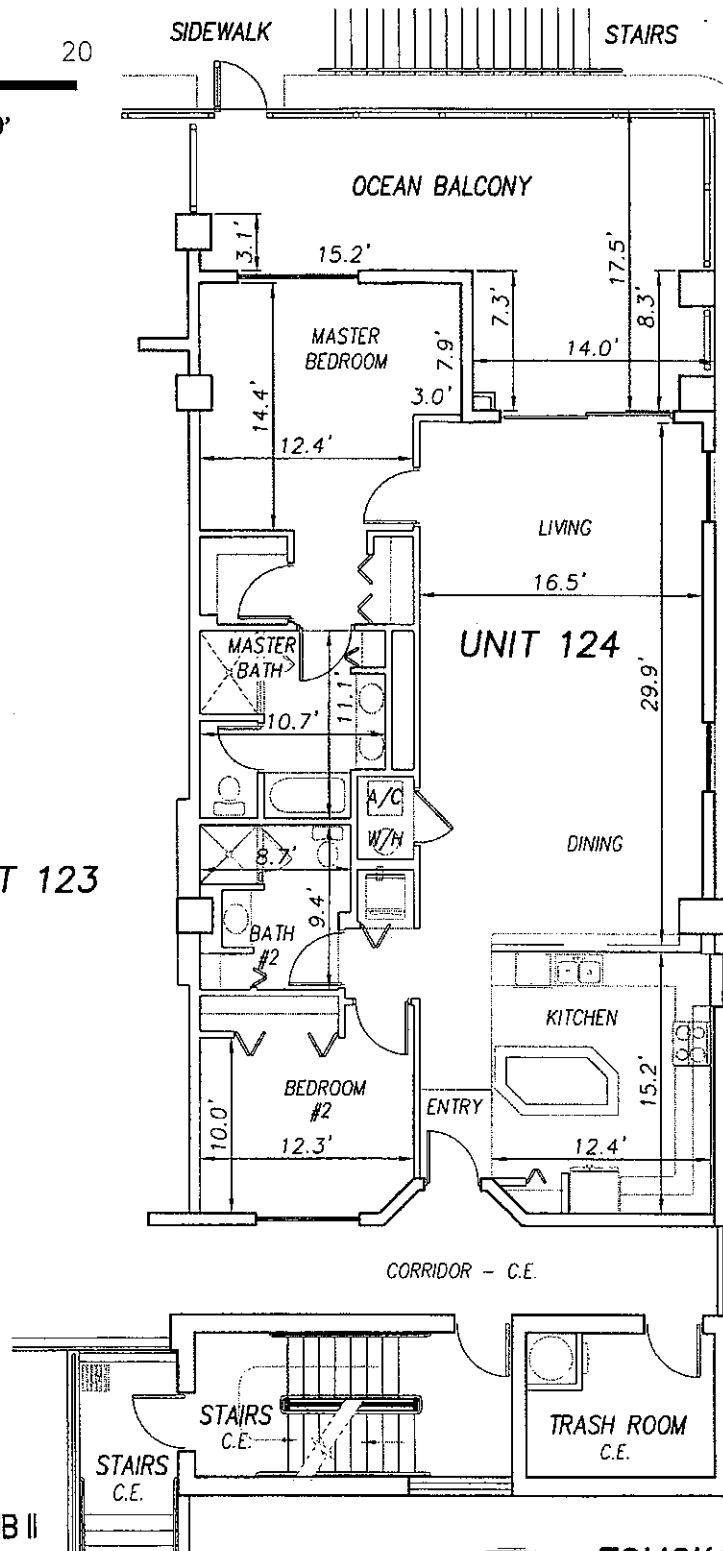 SIDEWALK
20
STAIRS
0'
OCEAN BALCONY
3.1'
15.2'
17.5'
7.3'
8.3'
MASTER
BEDROOM
7.9'
14.0'
3.0'
14.4'
12.4'
LIVING
16.5'
UNIT 124
MASTER
BATH
29.9'
11.1'
10.7'
A/C
W/H
DINING
8.7'
T 123
9.4'
BATH
#2
KITCHEN
BEDROOM
#2
15.2'
ENTRY
10.0'
12.3'
12.4'
CORRIDOR - C.E.
STAIRS
C.E.
TRASH ROOM
C.E.
STAIRS
C.E.
B II